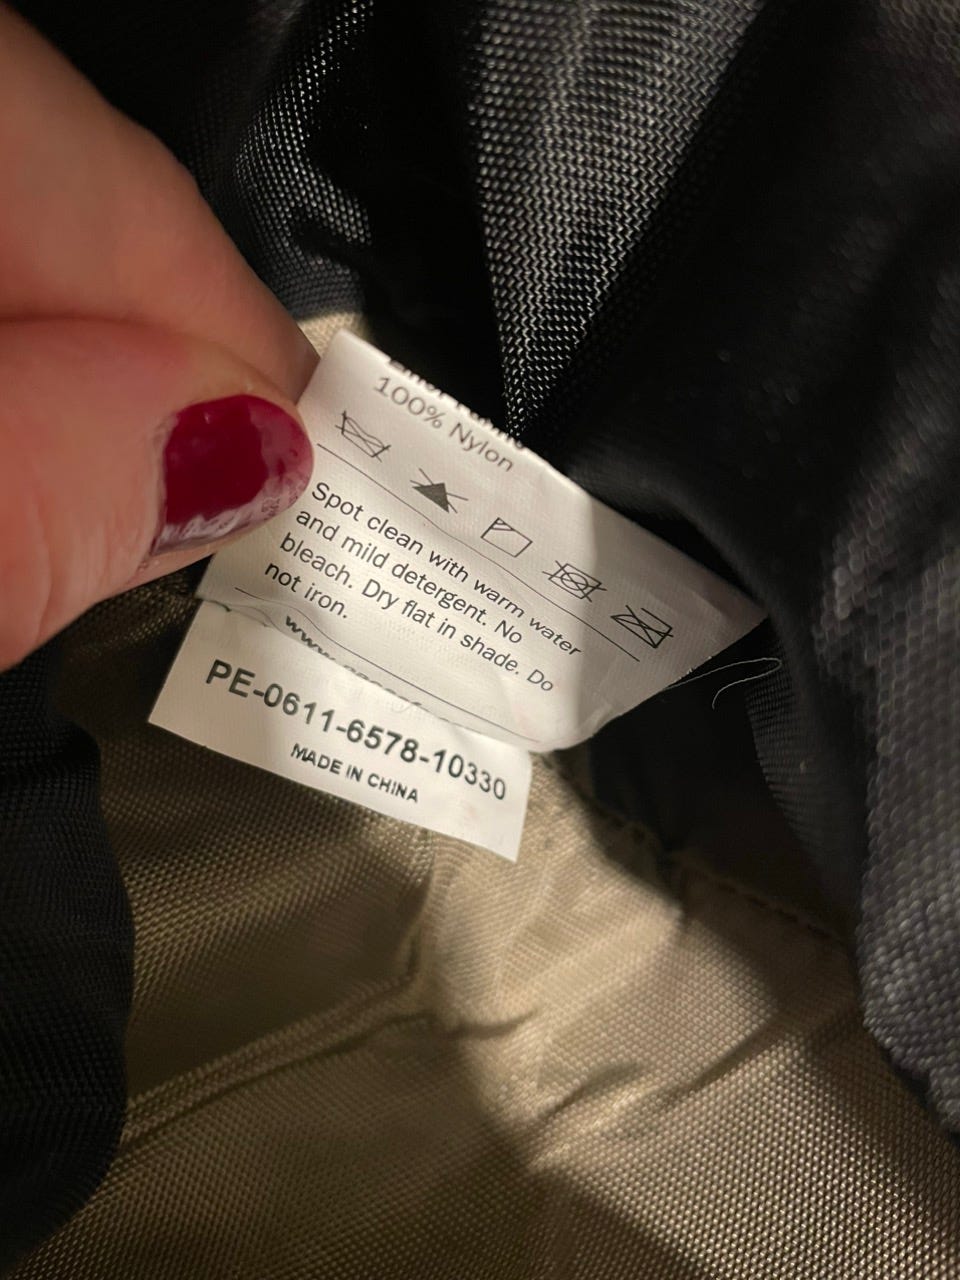 100% Nylon
Spot clean with warm water
and mild detergent. No
bleach. Dry flat in shade. Do
not iron.
PE-0611-6578-10330
MADE IN CHINA